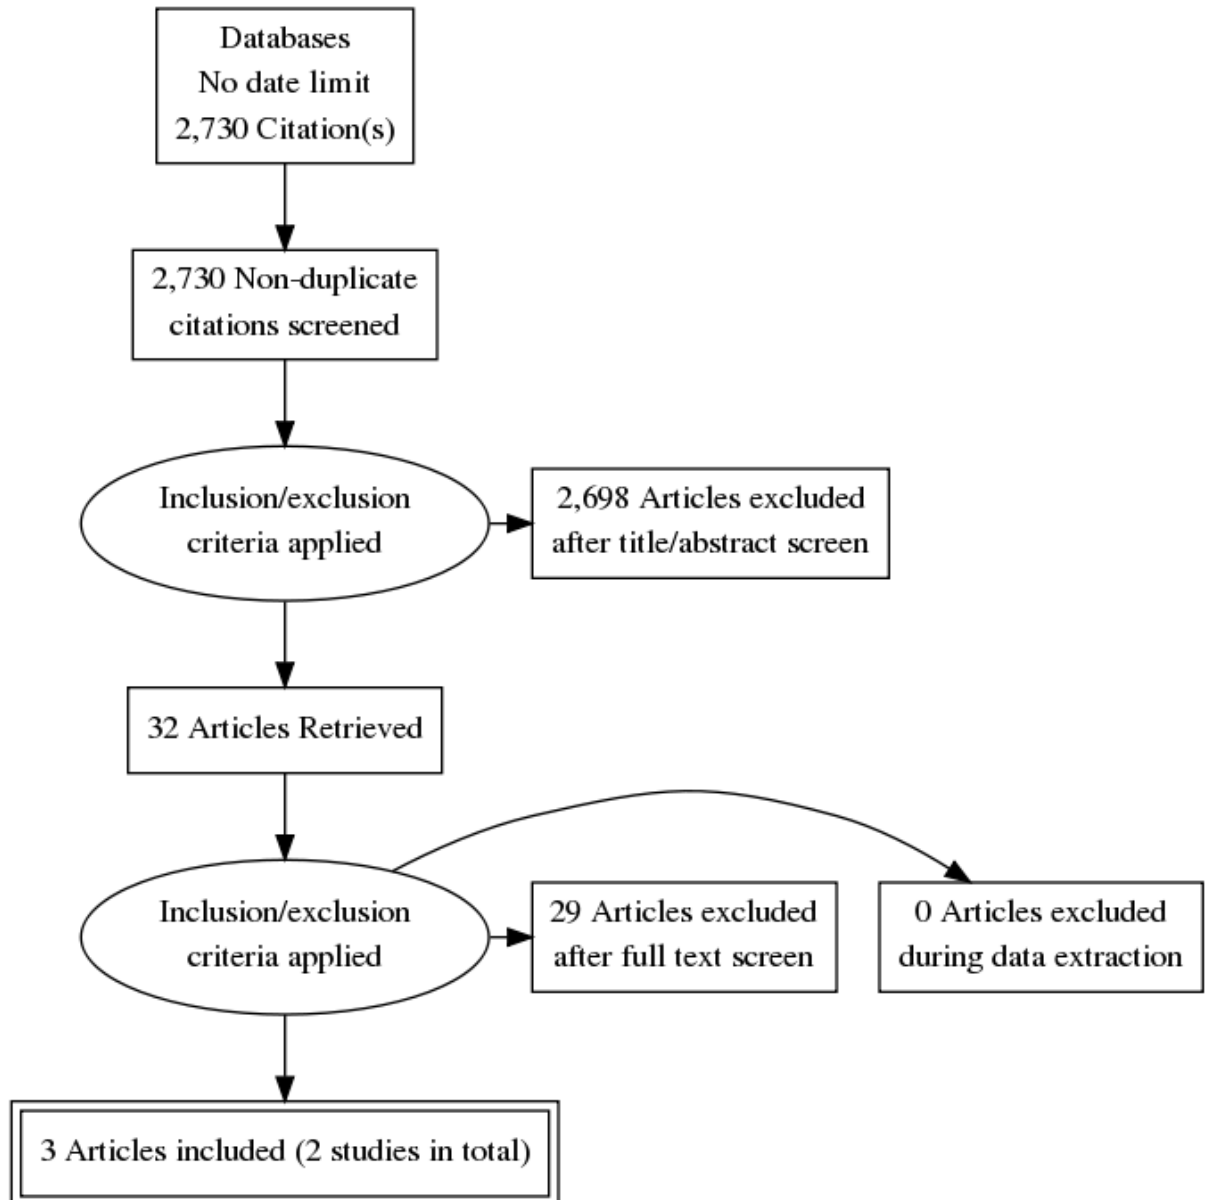 Databases
No date limit
2,730 Citation(s)
2,730 Non-duplicate
citations screened
Inclusion/exclusion
criteria applied
2,698 Articles excluded
after title/abstract screen
32 Articles Retrieved
Inclusion/exclusion
criteria applied
29 Articles excluded
after full text screen
0 Articles excluded
during data extraction
3 Articles included (2 studies in total)